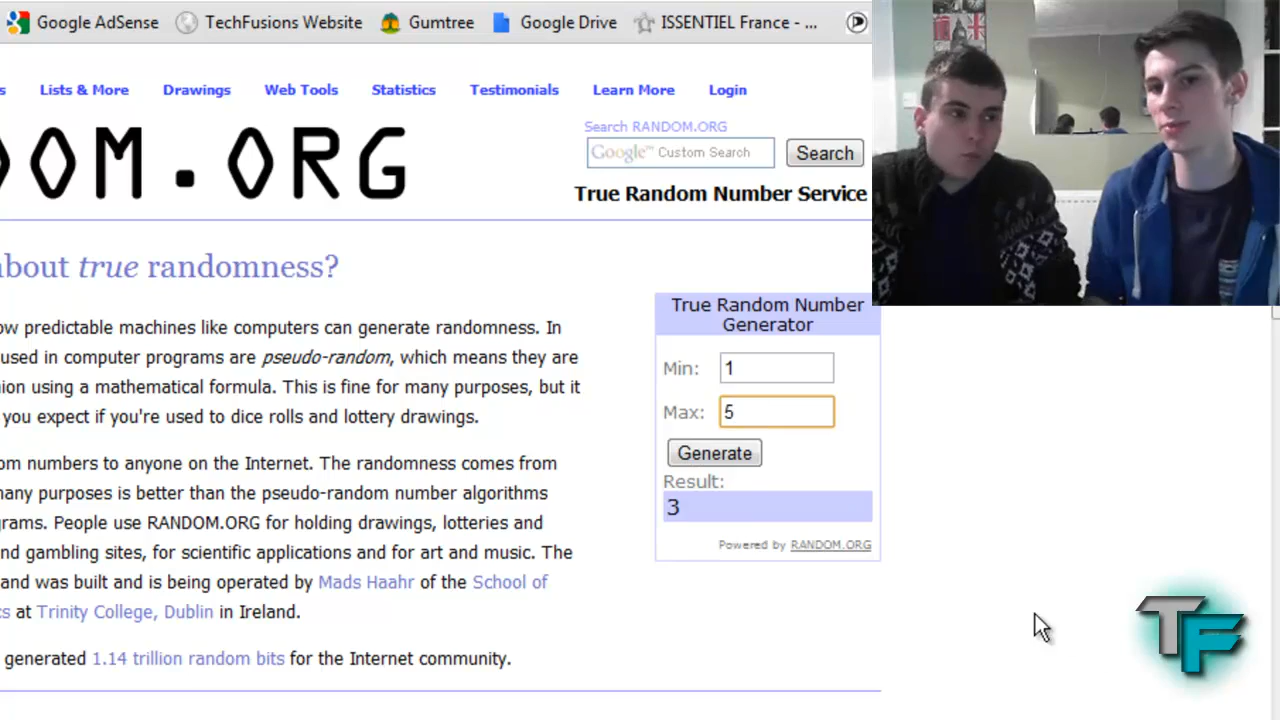 Google AdSense TechFusions Website Gumtree Google Drive ISSENTIEL France - ...
s Lists & More Drawings Web Tools Statistics Testimonials Learn More Login
Search RANDOM.ORG
DOM.ORG
Google™ Custom Search Search
True Random Number Service
about true randomness?
True Random Number
Generator
ow predictable machines like computers can generate randomness. In
used in computer programs are pseudo-random, which means they are
nion using a mathematical formula. This is fine for many purposes, but it
you expect if you're used to dice rolls and lottery drawings.
Min: 1
Max: 5
Generate
Result:
3
Powered by RANDOM.ORG
om numbers to anyone on the Internet. The randomness comes from
many purposes is better than the pseudo-random number algorithms
grams. People use RANDOM.ORG for holding drawings, lotteries and
nd gambling sites, for scientific applications and for art and music. The
and was built and is being operated by Mads Haahr of the School of
cs at Trinity College, Dublin in Ireland.
generated 1.14 trillion random bits for the Internet community.
TF